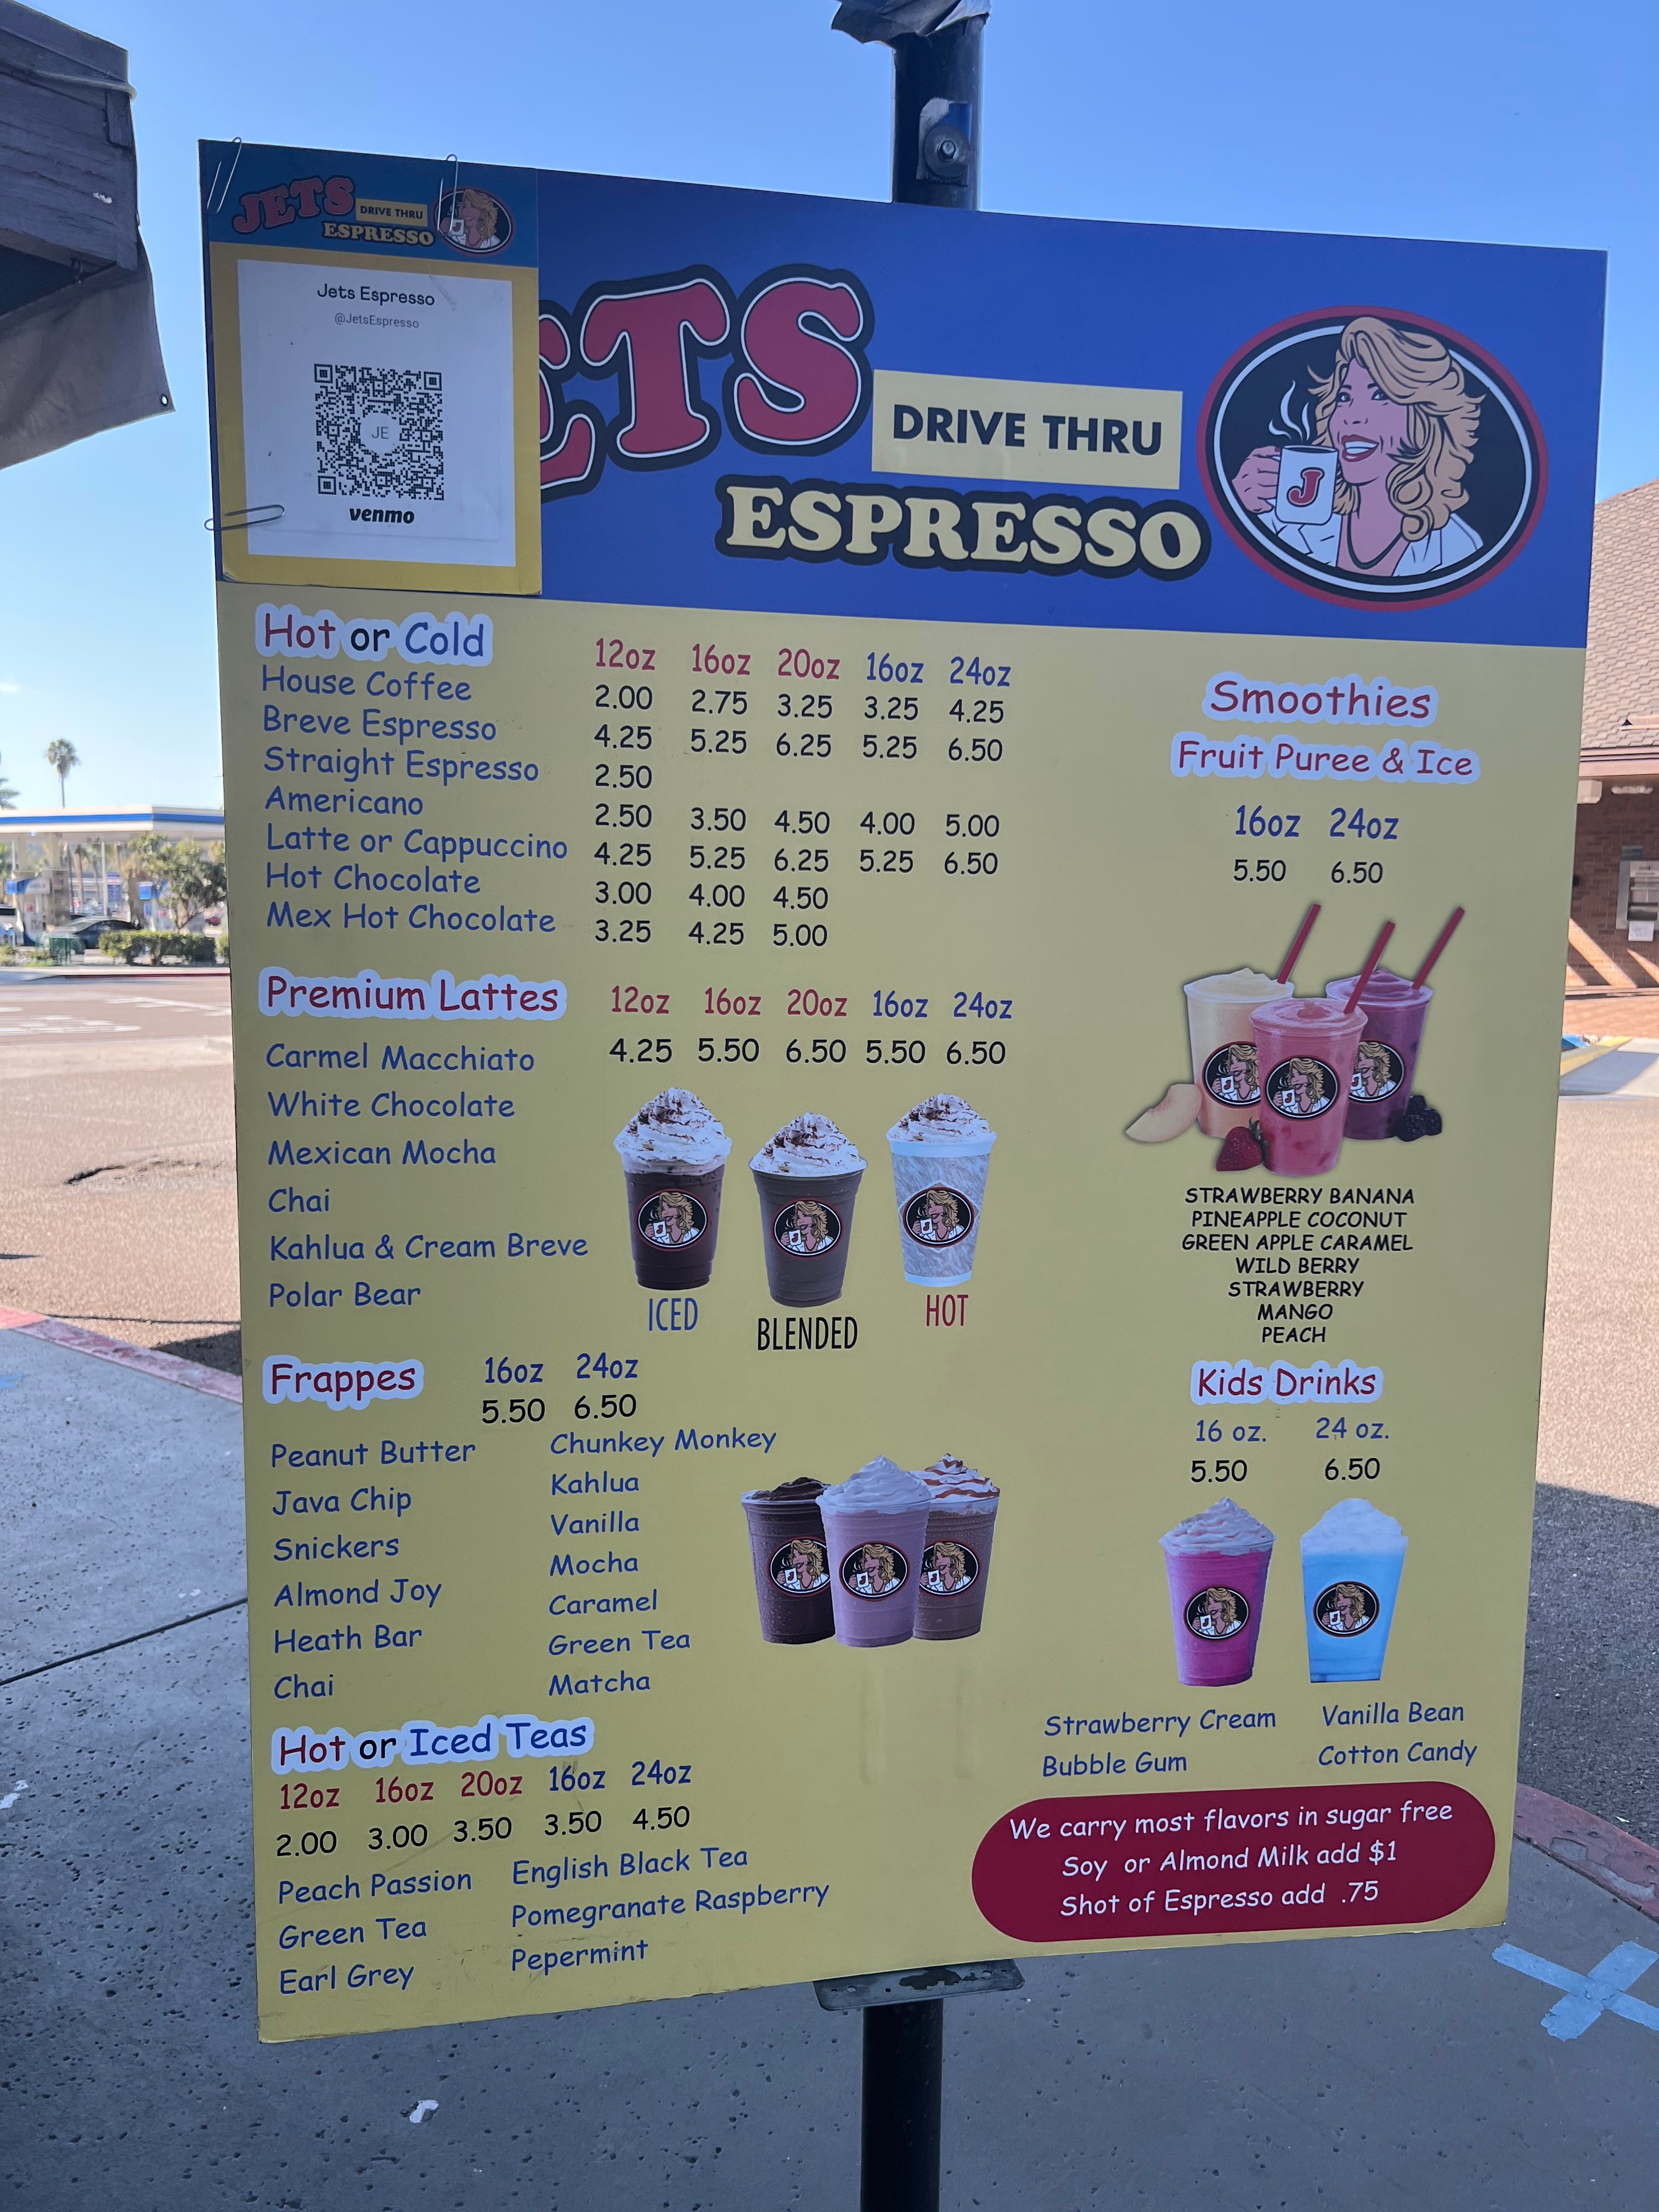 JETS DRIVE THRU
ESPRESSO
Jets Espresso
@JetsEspresso
JE
venmo
ETS
DRIVE THRU
ESPRESSO
J
Hot or Cold 12oz 16oz 20oz 16oz 24oz
House Coffee 2.00 2.75 3.25 3.25 4.25
Breve Espresso 4.25 5.25 6.25 5.25 6.50
Straight Espresso 2.50
Americano 2.50 3.50 4.50 4.00 5.00
Latte or Cappuccino 4.25 5.25 6.25 5.25 6.50
Hot Chocolate 3.00 4.00 4.50
Mex Hot Chocolate 3.25 4.25 5.00
Premium Lattes 12oz 16oz 20oz 16oz 24oz
4.25 5.50 6.50 5.50 6.50
Carmel Macchiato
White Chocolate
Mexican Mocha
Chai
Kahlua & Cream Breve
Polar Bear
ICED
BLENDED
HOT
Frappes 16oz 24oz
5.50 6.50
Peanut Butter
Java Chip
Snickers
Almond Joy
Heath Bar
Chai
Chunkey Monkey
Kahlua
Vanilla
Mocha
Caramel
Green Tea
Matcha
Hot or Iced Teas
12oz 16oz 20oz 16oz 24oz
2.00 3.00 3.50 3.50 4.50
Peach Passion
Green Tea
Earl Grey
English Black Tea
Pomegranate Raspberry
Pepermint
Smoothies
Fruit Puree & Ice
16oz 24oz
5.50 6.50
STRAWBERRY BANANA
PINEAPPLE COCONUT
GREEN APPLE CARAMEL
WILD BERRY
STRAWBERRY
MANGO
PEACH
Kids Drinks
16 oz. 24 oz.
5.50 6.50
Strawberry Cream Vanilla Bean
Bubble Gum Cotton Candy
We carry most flavors in sugar free
Soy or Almond Milk add $1
Shot of Espresso add .75